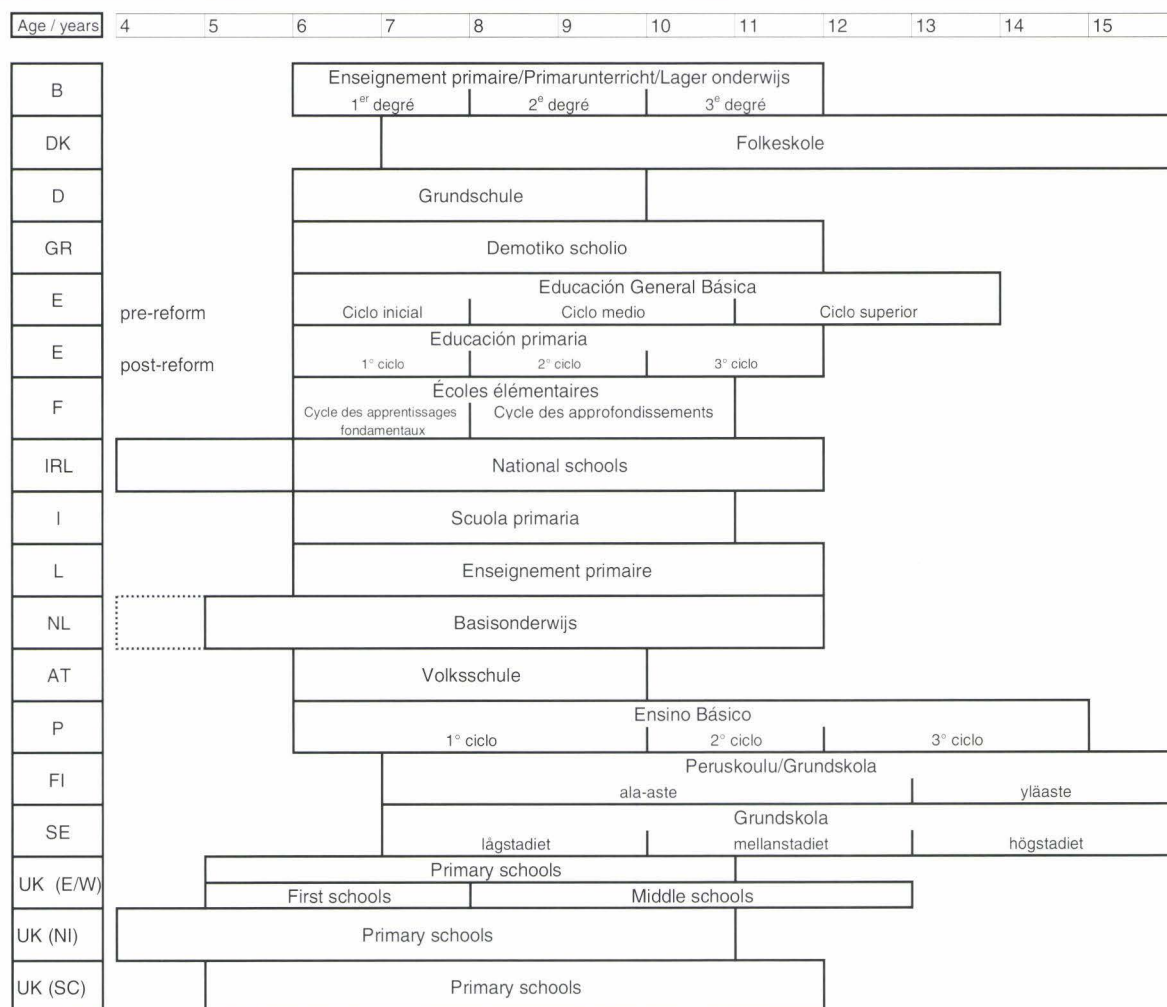 Age / years 4 5 6 7 8 9 10 11 12 13 14 15
B Enseignement primaire/Primarunterricht/Lager onderwijs
1er degré 2e degré 3e degré
DK Folkeskole
D Grundschule
GR Demotiko scholio
E Educación General Básica
pre-reform Ciclo inicial Ciclo medio Ciclo superior
E Educación primaria
post-reform 1° ciclo 2° ciclo 3° ciclo
F Écoles élémentaires
Cycle des apprentissages fondamentaux Cycle des approfondissements
IRL National schools
I Scuola primaria
L Enseignement primaire
NL Basisonderwijs
AT Volksschule
P Ensino Básico
1° ciclo 2° ciclo 3° ciclo
FI Peruskoulu/Grundskola
ala-aste yläaste
SE Grundskola
lågstadiet mellanstadiet högstadiet
UK (E/W) Primary schools
First schools Middle schools
UK (NI) Primary schools
UK (SC) Primary schools